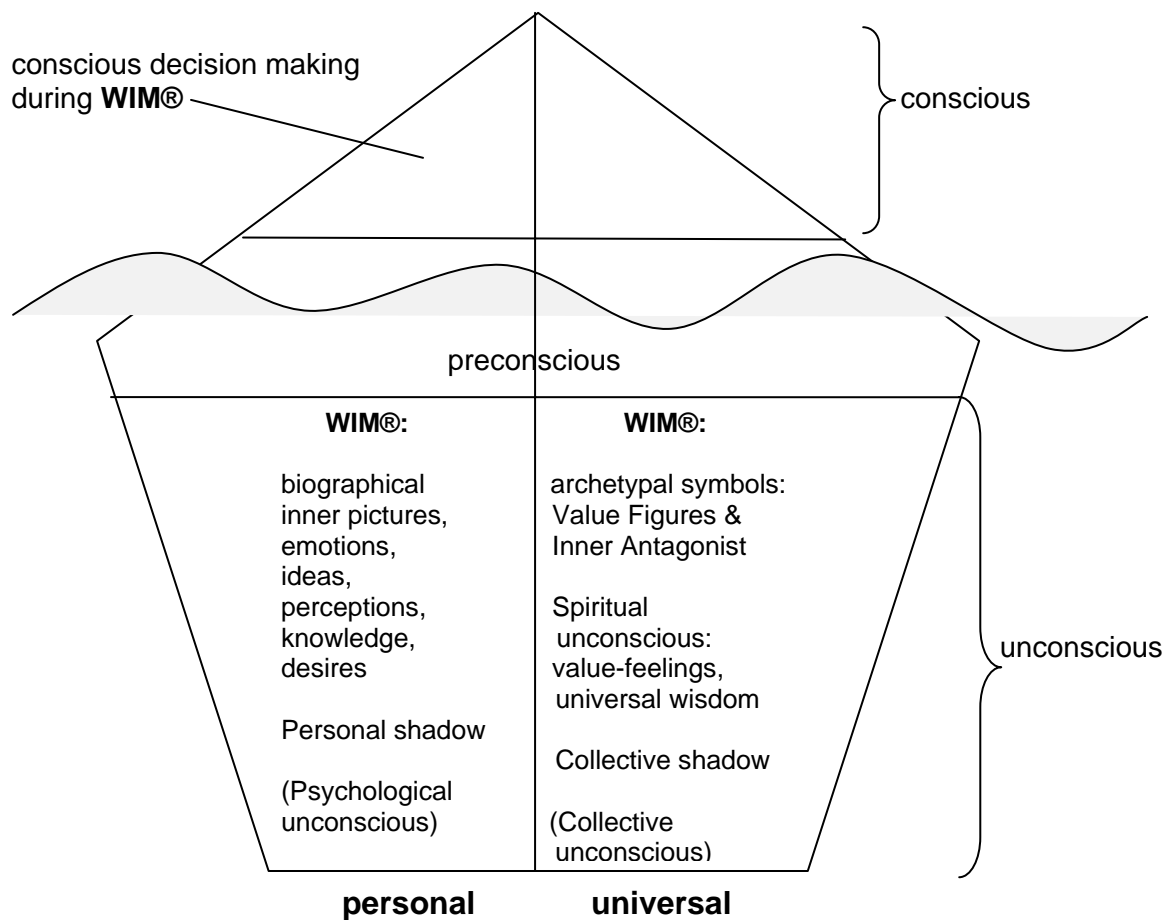 conscious decision making
during WIM®
conscious
preconscious
WIM®:
biographical
inner pictures,
emotions,
ideas,
perceptions,
knowledge,
desires
Personal shadow
(Psychological
unconscious)
WIM®:
archetypal symbols:
Value Figures &
Inner Antagonist
Spiritual
unconscious:
value-feelings,
universal wisdom
Collective shadow
(Collective
unconscious)
unconscious
personal
universal